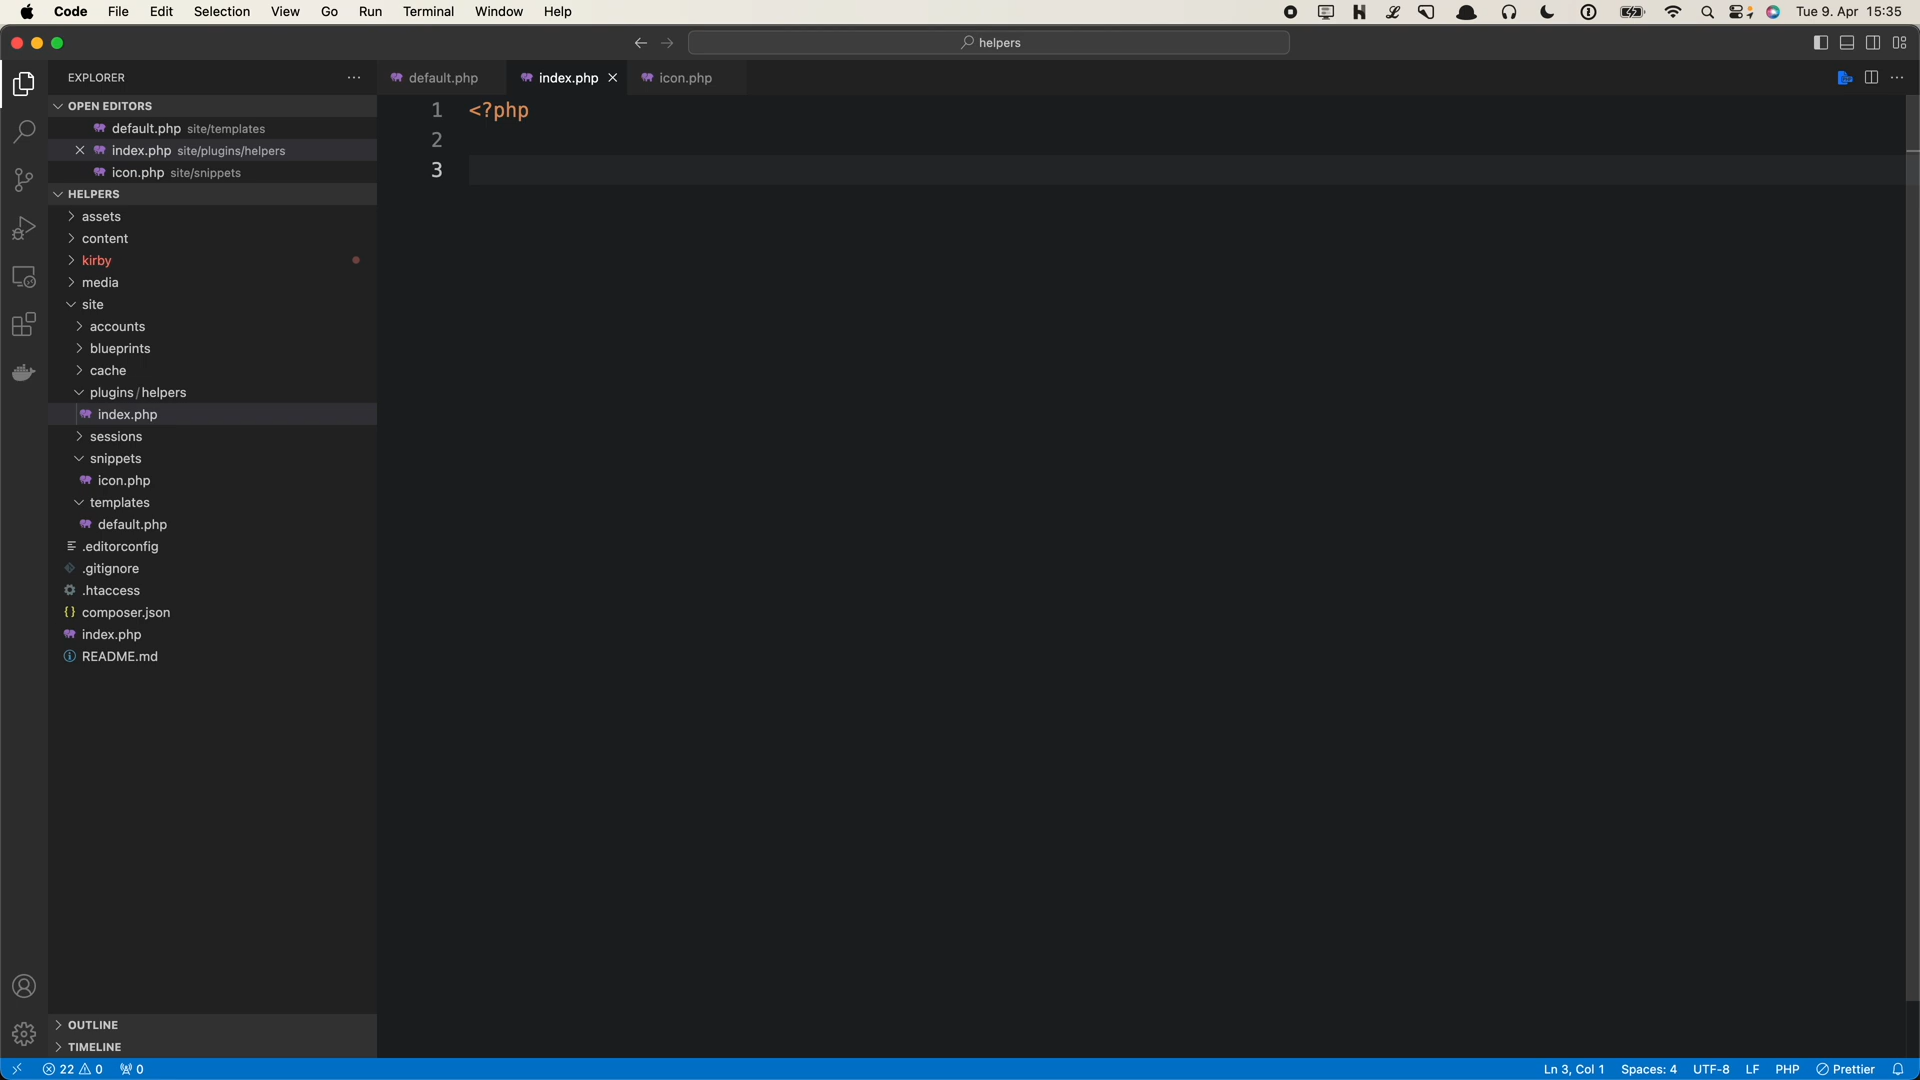 Code File Edit Selection View Go Run Terminal Window Help Tue 9. Apr 15:35
helpers
EXPLORER
default.php index.php icon.php
OPEN EDITORS
default.php site/templates
index.php site/plugins/helpers
icon.php site/snippets
HELPERS
assets
content
kirby
media
site
accounts
blueprints
cache
plugins/helpers
index.php
sessions
snippets
icon.php
templates
default.php
.editorconfig
.gitignore
.htaccess
composer.json
index.php
README.md
OUTLINE
TIMELINE
1 <?php
2
3
22 0 0 Ln 3, Col 1 Spaces: 4 UTF-8 LF PHP Prettier